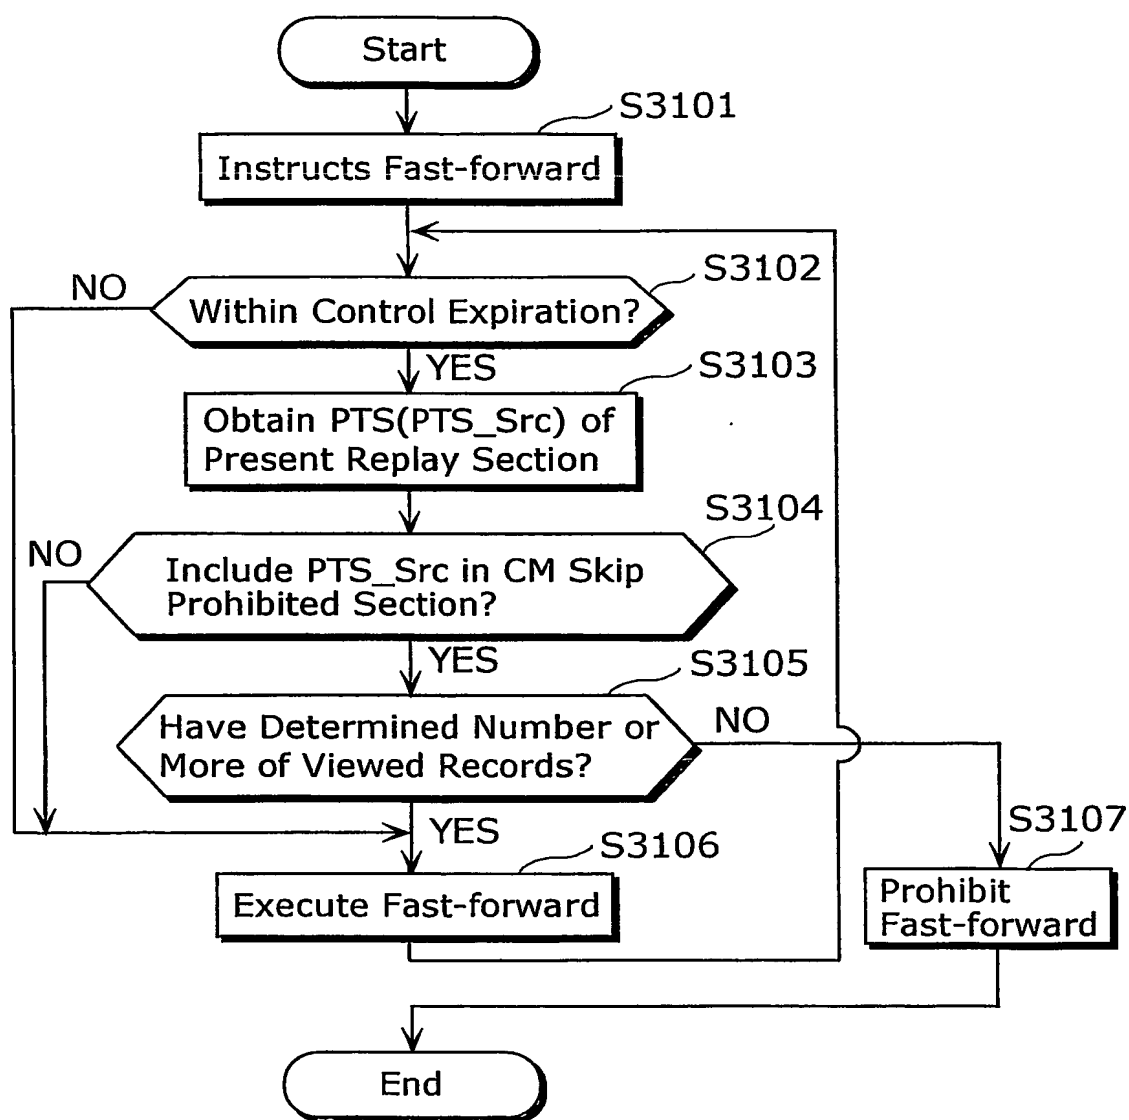 Start
S3101
Instructs Fast-forward
S3102
NO
Within Control Expiration?
YES
S3103
Obtain PTS(PTS_Src) of
Present Replay Section
S3104
NO
Include PTS_Src in CM Skip
Prohibited Section?
YES
S3105
Have Determined Number or
More of Viewed Records?
NO
YES
S3106
S3107
Execute Fast-forward
Prohibit
Fast-forward
End